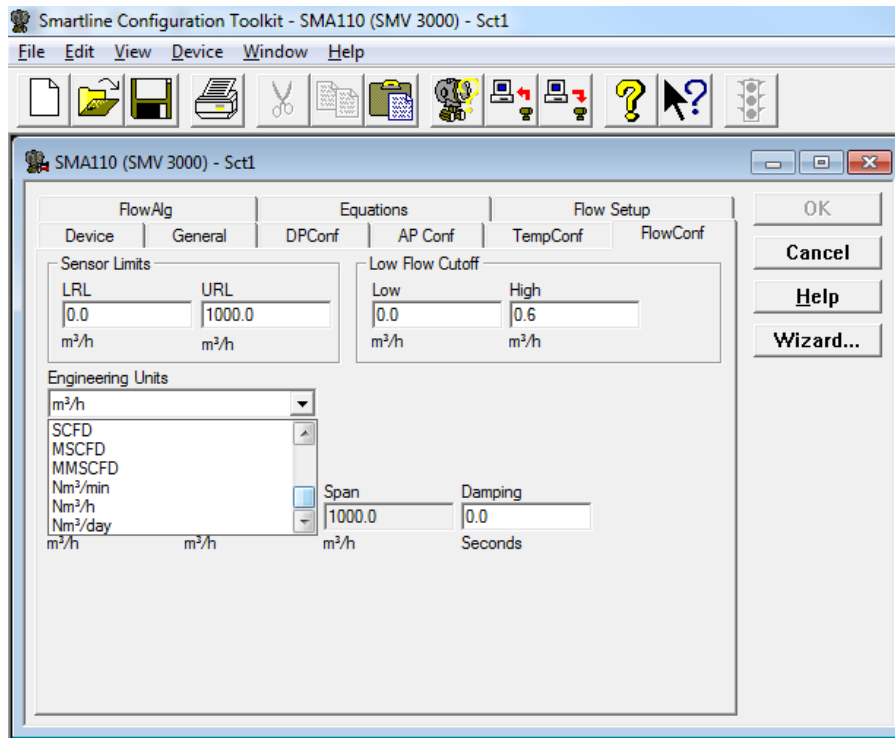 Smartline Configuration Toolkit - SMA110 (SMV 3000) - Sct1
File Edit View Device Window Help
SMA110 (SMV 3000) - Sct1
FlowAlg Equations Flow Setup
Device General DPConf AP Conf TempConf FlowConf
OK
Cancel
Help
Wizard...
Sensor Limits
LRL URL
0.0 1000.0
m³/h m³/h
Low Flow Cutoff
Low High
0.0 0.6
m³/h m³/h
Engineering Units
m³/h
SCFD
MSCFD
MMSCFD
Nm³/min
Nm³/h
Nm³/day
Span Damping
1000.0 0.0
m³/h m³/h m³/h Seconds